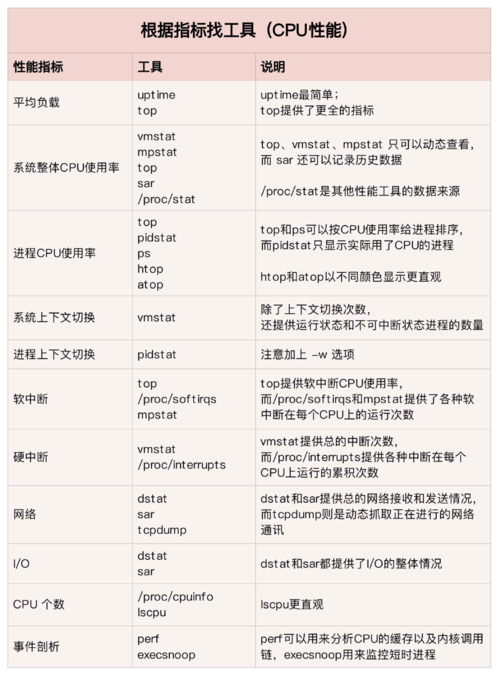 根据指标找工具（CPU性能）
性能指标 工具 说明
平均负载
uptime
top
uptime最简单；
top提供了更全的指标
系统整体CPU使用率
vmstat
mpstat
top
sar
/proc/stat
top、vmstat、mpstat 只可以动态查看，
而 sar 还可以记录历史数据
/proc/stat是其他性能工具的数据来源
进程CPU使用率
top
pidstat
ps
htop
atop
top和ps可以按CPU使用率给进程排序，
而pidstat只显示实际用了CPU的进程
htop和atop以不同颜色显示更直观
系统上下文切换
vmstat
除了上下文切换次数，
还提供运行状态和不可中断状态进程的数量
进程上下文切换
pidstat
注意加上 -w 选项
软中断
top
/proc/softirqs
mpstat
top提供软中断CPU使用率，
而/proc/softirqs和mpstat提供了各种软
中断在每个CPU上的运行次数
硬中断
vmstat
/proc/interrupts
vmstat提供总的中断次数，
而/proc/interrupts提供各种中断在每个
CPU上运行的累积次数
网络
dstat
sar
tcpdump
dstat和sar提供总的网络接收和发送情况，
而tcpdump则是动态抓取正在进行的网络
通讯
I/O
dstat
sar
dstat和sar都提供了I/O的整体情况
CPU 个数
/proc/cpuinfo
lscpu
lscpu更直观
事件剖析
perf
execsnoop
perf可以用来分析CPU的缓存以及内核调用
链，execsnoop用来监控短时进程